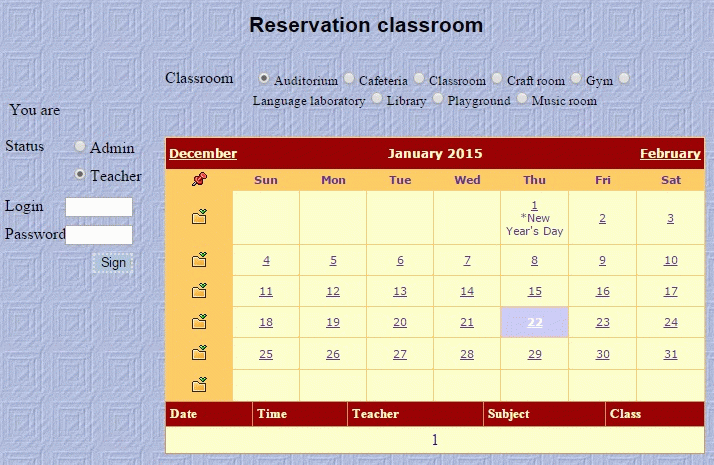 Reservation classroom
Classroom Auditorium Cafeteria Classroom Craft room Gym
Language laboratory Library Playground Music room
You are
Status Admin
Teacher
Login
Password
Sign
December January 2015 February
Sun Mon Tue Wed Thu Fri Sat
1 *New Year's Day 2 3
4 5 6 7 8 9 10
11 12 13 14 15 16 17
18 19 20 21 22 23 24
25 26 27 28 29 30 31
Date Time Teacher Subject Class
1